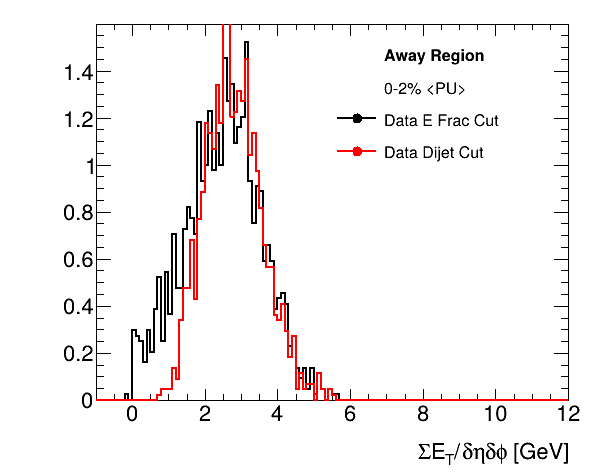 Away Region
0-2% <PU>
Data E Frac Cut
Data Dijet Cut
1.4
1.2
1
0.8
0.6
0.4
0.2
0
0 2 4 6 8 10 12
ΣE_T/δηδϕ [GeV]